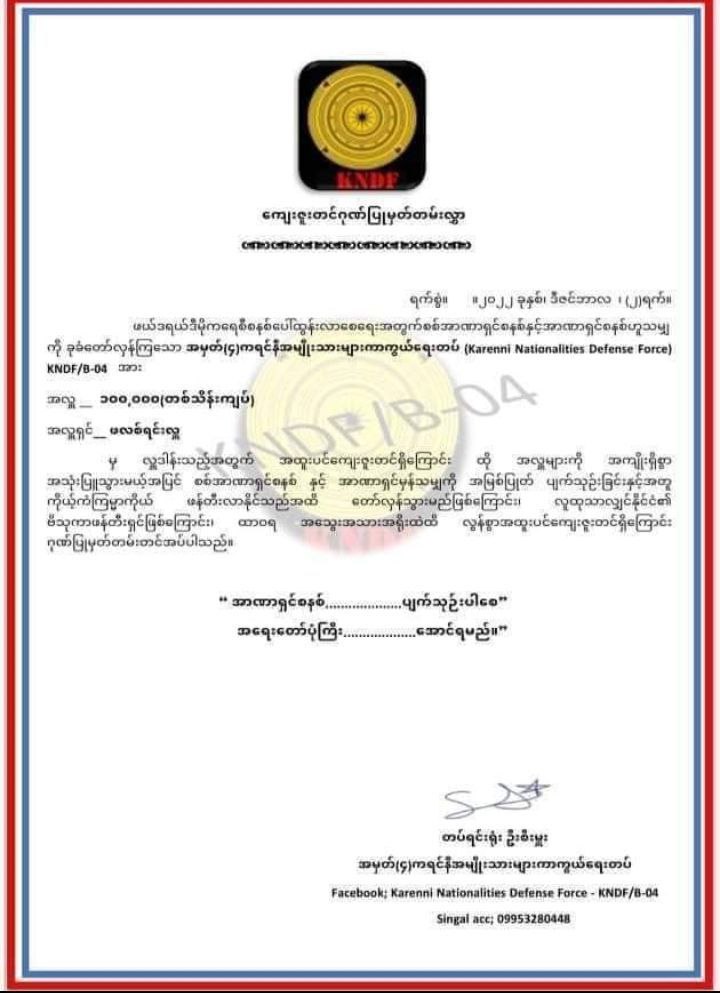 KNDF
ကျေးဇူးတင်ဂုဏ်ပြုမှတ်တမ်းလွှာ
ရက်စွဲ။ ။၂၀၂၂ ခုနှစ်၊ ဒီဇင်ဘာလ ၊ (၂)ရက်။
ဖယ်ဒရယ်ဒီမိုကရေစီစနစ်ပေါ်ထွန်းလာစေရေးအတွက်စစ်အာဏာရှင်စနစ်နှင့်အာဏာရှင်စနစ်ဟူသမျှ
ကို ခုခံတော်လှန်ကြသော အမှတ်(၄)ကရင်နီအမျိုးသားများကာကွယ်ရေးတပ် (Karenni Nationalities Defense Force)
KNDF/B-04 အား
အလှူ __ ၁၀၀,၀၀၀(တစ်သိန်းကျပ်)
အလှူရှင်__ ဖလစ်ရင်းလှူ
မှ လှူဒါန်းသည့်အတွက် အထူးပင်ကျေးဇူးတင်ရှိကြောင်း ထို အလှူများကို အကျိုးရှိစွာ
အသုံးပြုသွားမယ့်အပြင် စစ်အာဏာရှင်စနစ် နှင့် အာဏာရှင်မှန်သမျှကို အမြစ်ပြုတ် ပျက်သုဉ်းခြင်းနှင့်အတူ
ကိုယ့်ကံကြမ္မာကိုယ် ဖန်တီးလာနိုင်သည်အထိ တော်လှန်သွားမည်ဖြစ်ကြောင်း၊ လူထုသာလျှင်နိုင်ငံ၏
ဗိသုကာဖန်တီးရှင်ဖြစ်ကြောင်း၊ ထာဝရ အသွေးအသားအရိုးထဲထိ လွန်စွာအထူးပင်ကျေးဇူးတင်ရှိကြောင်း
ဂုဏ်ပြုမှတ်တမ်းတင်အပ်ပါသည်။
KNDF/B-04
KNDF
“ အာဏာရှင်စနစ်....................ပျက်သုဉ်းပါစေ”
အရေးတော်ပုံကြီး...................အောင်ရမည်။”
တပ်ရင်းရုံး ဦးစီးမှူး
အမှတ်(၄)ကရင်နီအမျိုးသားများကာကွယ်ရေးတပ်
Facebook; Karenni Nationalities Defense Force - KNDF/B-04
Singal acc; 09953280448